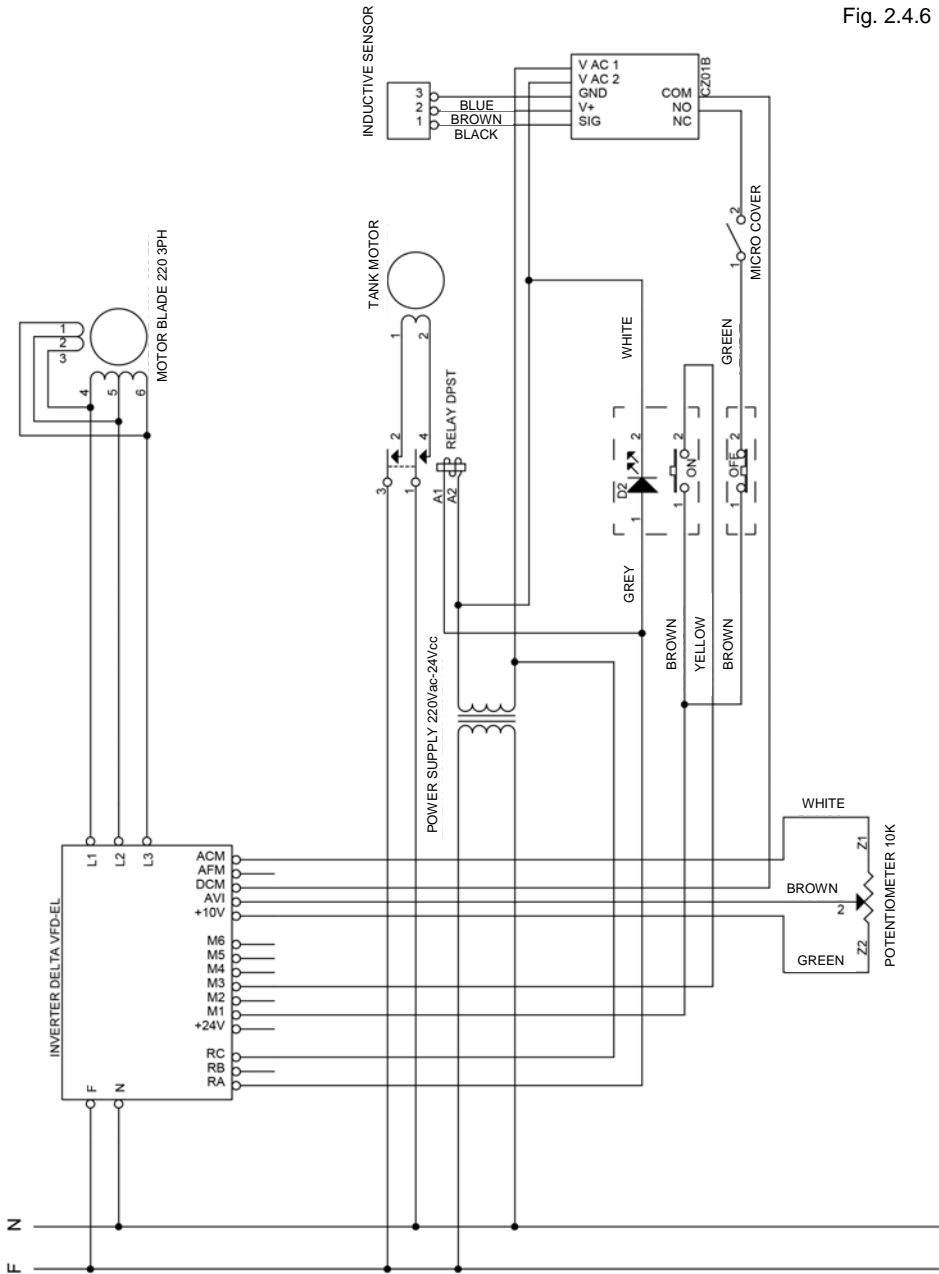 Fig. 2.4.6
INDUCTIVE SENSOR
3
2
1
BLUE
BROWN
BLACK
V AC 1
V AC 2
GND
V+
SIG
COM
NO
NC
CZ01B
MOTOR BLADE 220 3PH
1
2
3
4
5
6
TANK MOTOR
1
2
2
4
3
1
RELAY DPST
A1
A2
MICRO COVER
1
2
WHITE
GREEN
D2
1
2
ON
1
2
OFF
1
2
GREY
BROWN
YELLOW
BROWN
POWER SUPPLY 220Vac-24Vcc
INVERTER DELTA VFD-EL
L1
L2
L3
ACM
AFM
DCM
AVI
+10V
M6
M5
M4
M3
M2
M1
+24V
RC
RB
RA
F
N
WHITE
BROWN
GREEN
Z1
2
Z2
POTENTIOMETER 10K
N
F